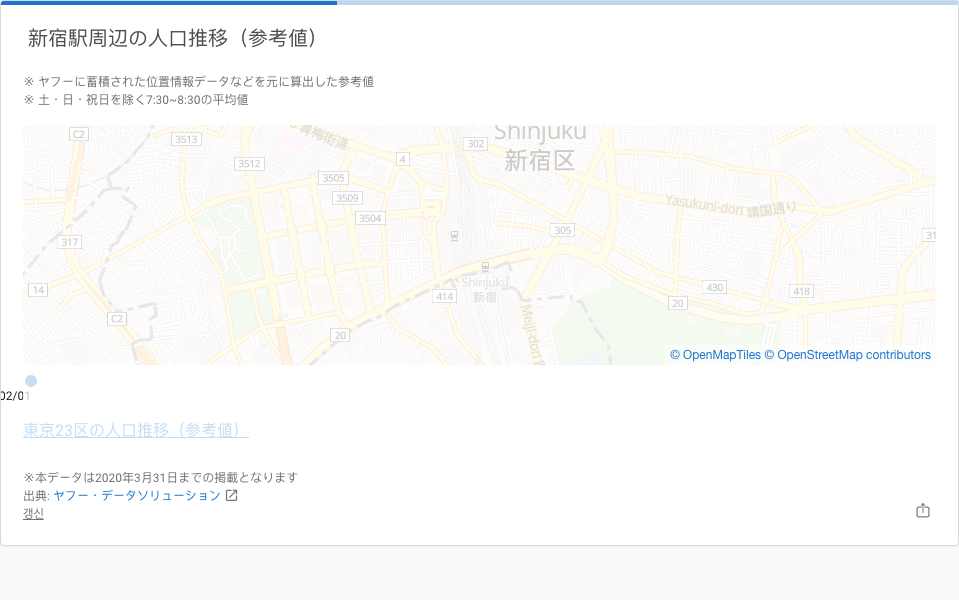 新宿駅周辺の人口推移（参考値）
※ ヤフーに蓄積された位置情報データなどを元に算出した参考値
※ 土・日・祝日を除く7:30~8:30の平均値
C2
3513
青梅街道
302
Shinjuku
新宿区
3512
4
3505
3509
3504
Yasukuni-dori 靖国通り
317
305
31
14
Shinjuku
新宿
414
430
418
20
C2
20
Meiji-dori
© OpenMapTiles © OpenStreetMap contributors
02/01
東京23区の人口推移（参考値）
※本データは2020年3月31日までの掲載となります
出典: ヤフー・データソリューション
갱신